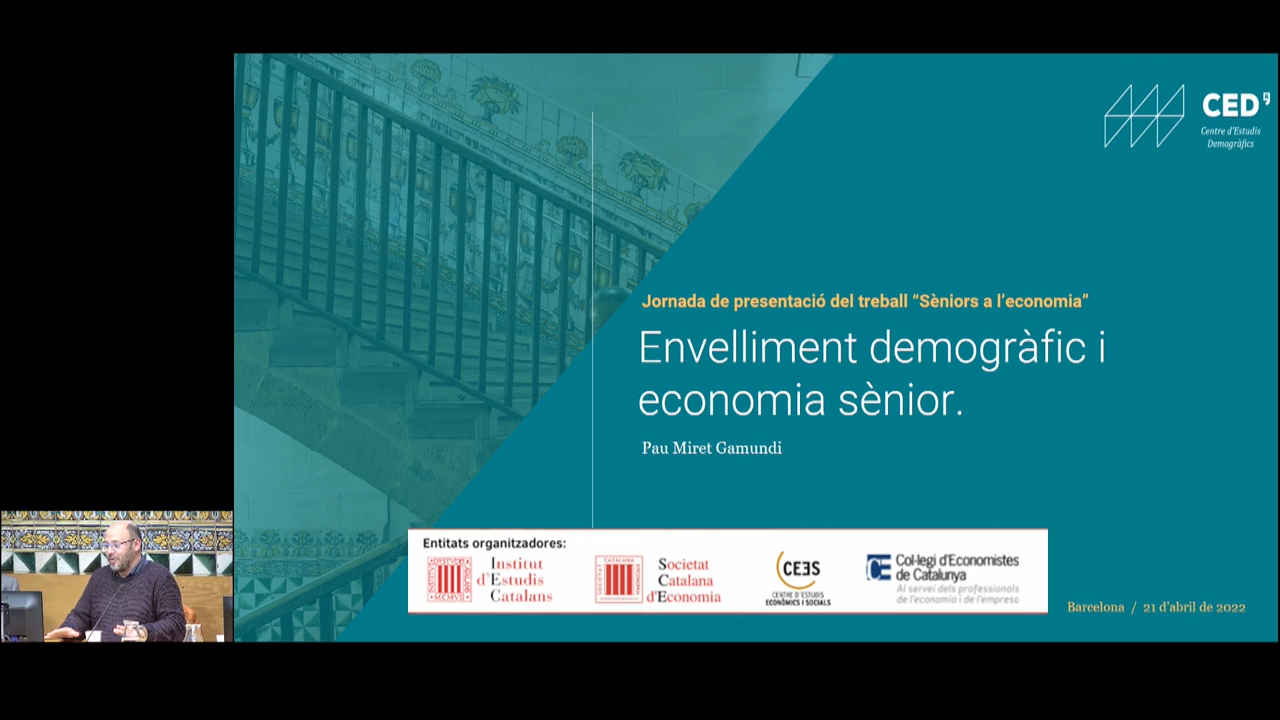 CED
Centre d'Estudis
Demogràfics
Jornada de presentació del treball “Sèniors a l’economia”
Envelliment demogràfic i
economia sènior.
Pau Miret Gamundi
Entitats organitzadores:
Institut
d'Estudis
Catalans
Societat
Catalana
d'Economia
CEES
CENTRE D'ESTUDIS
ECONÒMICS I SOCIALS
CE
Col·legi d'Economistes
de Catalunya
Al servei dels professionals
de l'economia i de l'empresa
Barcelona / 21 d'abril de 2022